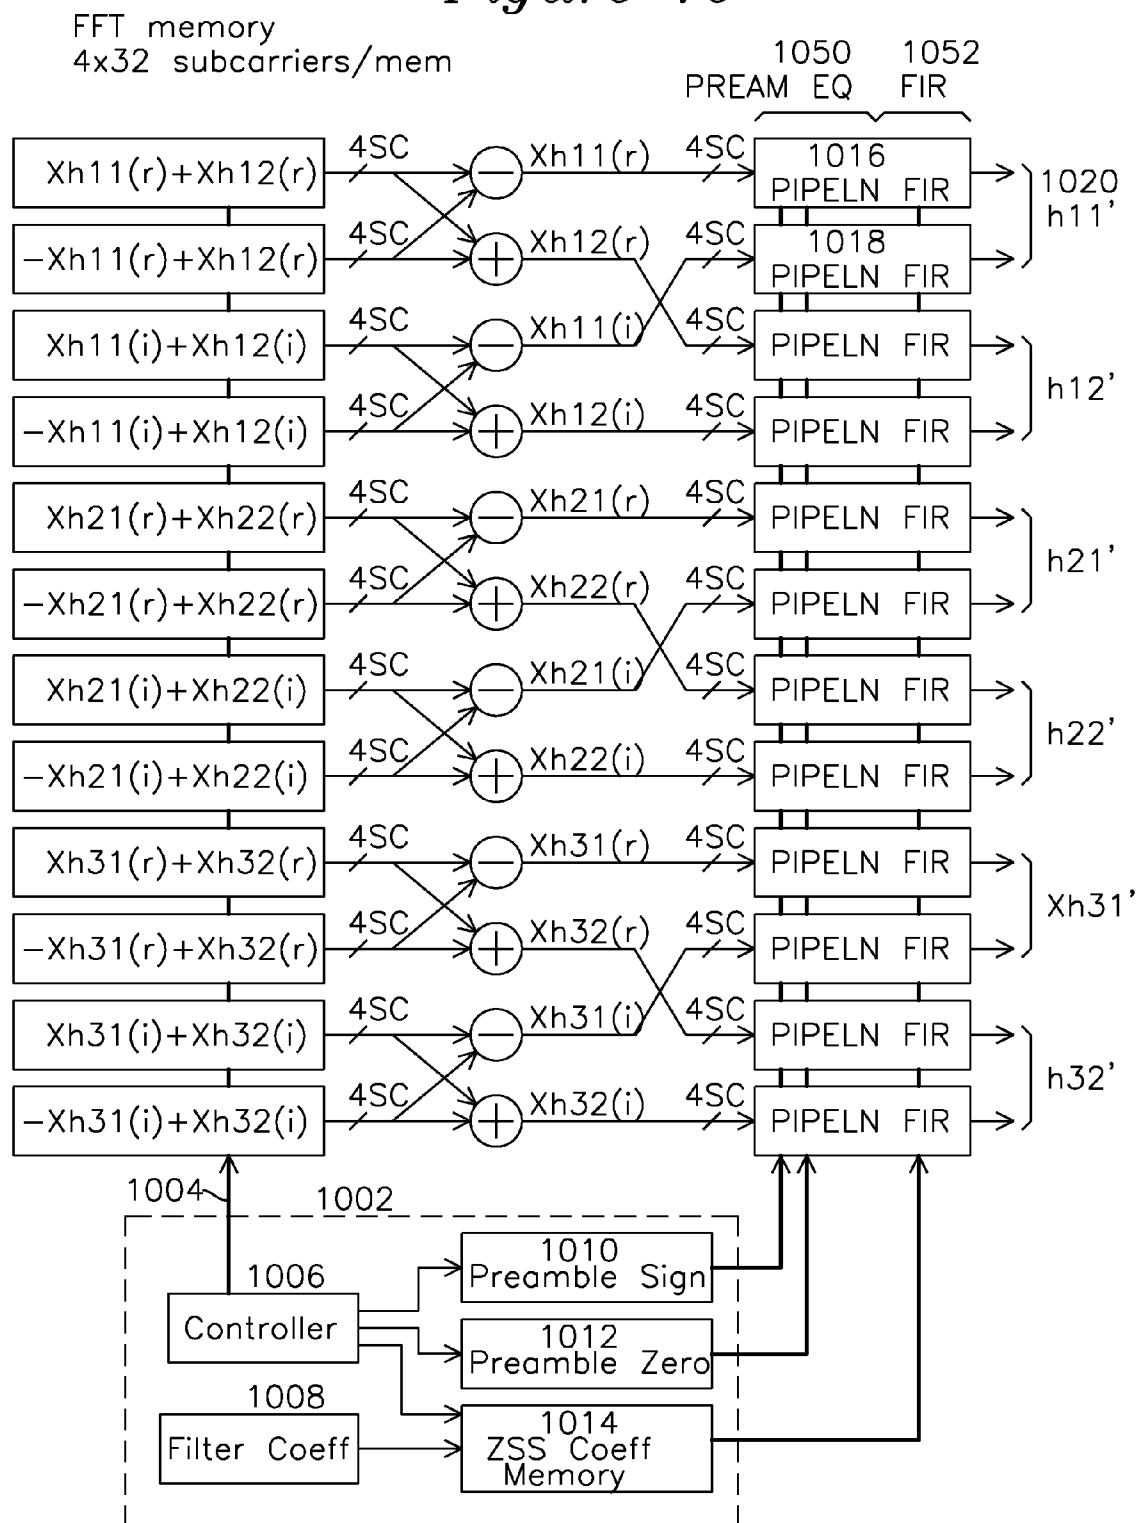 FFT memory
4x32 subcarriers/mem
1050 1052
PREAM EQ FIR
Xh11(r)+Xh12(r) 4SC Xh11(r) 4SC 1016 PIPELN FIR 1020 h11'
-Xh11(r)+Xh12(r) 4SC Xh12(r) 4SC 1018 PIPELN FIR
Xh11(i)+Xh12(i) 4SC Xh11(i) 4SC PIPELN FIR h12'
-Xh11(i)+Xh12(i) 4SC Xh12(i) 4SC PIPELN FIR
Xh21(r)+Xh22(r) 4SC Xh21(r) 4SC PIPELN FIR h21'
-Xh21(r)+Xh22(r) 4SC Xh22(r) 4SC PIPELN FIR
Xh21(i)+Xh22(i) 4SC Xh21(i) 4SC PIPELN FIR h22'
-Xh21(i)+Xh22(i) 4SC Xh22(i) 4SC PIPELN FIR
Xh31(r)+Xh32(r) 4SC Xh31(r) 4SC PIPELN FIR Xh31'
-Xh31(r)+Xh32(r) 4SC Xh32(r) 4SC PIPELN FIR
Xh31(i)+Xh32(i) 4SC Xh31(i) 4SC PIPELN FIR h32'
-Xh31(i)+Xh32(i) 4SC Xh32(i) 4SC PIPELN FIR
1004
1002
1010
Preamble Sign
1006
Controller
1012
Preamble Zero
1008
Filter Coeff
1014
ZSS Coeff
Memory